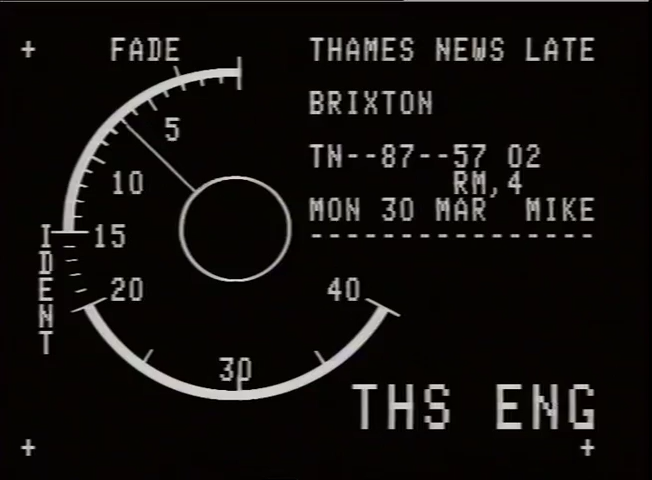 FADE
THAMES NEWS LATE
BRIXTON
5
TN--87--57 02
10
RM,4
MON 30 MAR MIKE
-----------------
15
IDENT
20
40
30
THS ENG